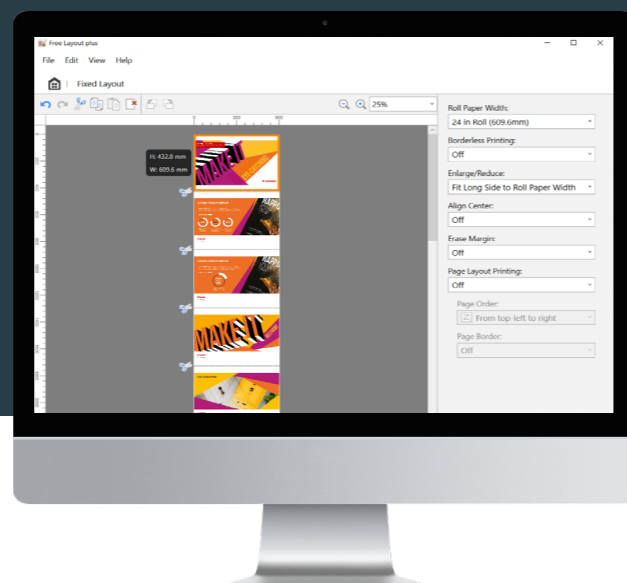 Free Layout plus
File Edit View Help
Fixed Layout
25%
0 300 600
H: 432.8 mm
W: 609.6 mm
MAKE IT
MAKE IT
Roll Paper Width:
24 in Roll (609.6mm)
Borderless Printing:
Off
Enlarge/Reduce:
Fit Long Side to Roll Paper Width
Align Center:
Off
Erase Margin:
Off
Page Layout Printing:
Off
Page Order:
From top-left to right
Page Border:
Off